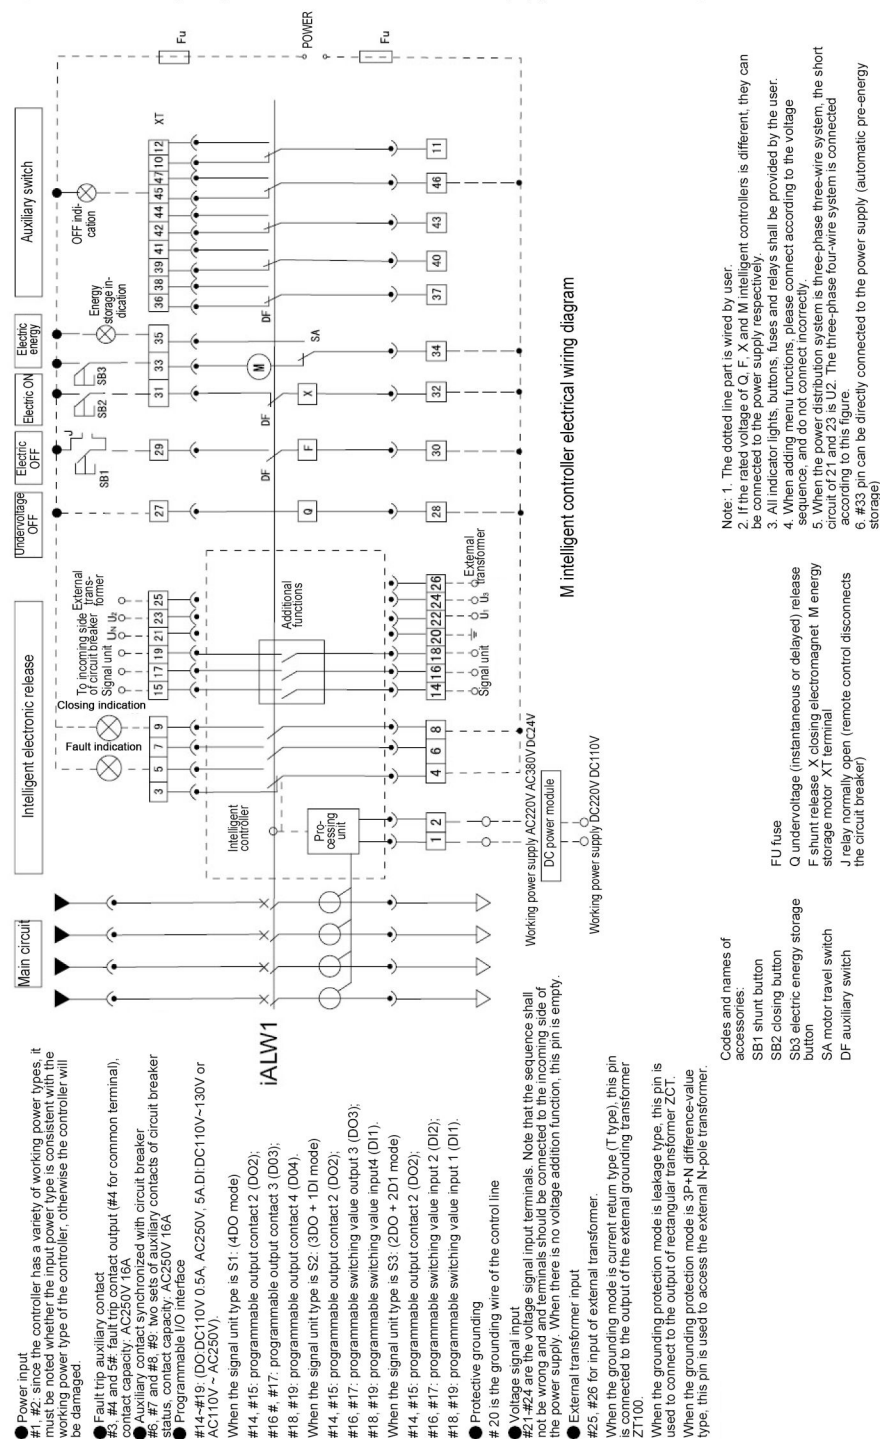 Main circuit
Intelligent electronic release
Undervoltage
OFF
Electric
OFF
Electric ON
Electric
energy
Auxiliary switch
Fault indication
Closing indication
To incoming side
of circuit breaker
Signal unit
UN U2
External
trans-
former
SB1
J
SB2
SB3
Energy
storage in-
dication
OFF indi-
cation
Fu
POWER
Fu
3 5 7 9 15 17 19 21 23 25 27 29 31 33 35 36 38 39 41 42 44 45 47 10 12 XT
Intelligent
controller
Additional
functions
Pro-
cessing
unit
DF
DF
DF
Q
F
X
M
SA
1 2 4 6 8 14 16 18 20 22 24 26 28 30 32 34 37 40 43 46 11
Signal unit
U1 U3
External
transformer
Working power supply AC220V AC380V DC24V
DC power module
Working power supply DC220V DC110V
iALW1
M intelligent controller electrical wiring diagram
● Power input
#1, #2: since the controller has a variety of working power types, it
must be noted whether the input power type is consistent with the
working power type of the controller, otherwise the controller will
be damaged.
● Fault trip auxiliary contact
#3, #4 and 5#: fault trip contact output (#4 for common terminal),
contact capacity: AC250V 16A
● Auxiliary contact synchronized with circuit breaker
#6, #7 and #8, #9: two sets of auxiliary contacts of circuit breaker
status, contact capacity: AC250V 16A
● Programmable I/O interface
#14~#19: (DO:DC110V 0.5A, AC250V, 5A.DI:DC110V~130V or
AC110V ~ AC250V).
When the signal unit type is S1: (4DO mode)
#14, #15: programmable output contact 2 (DO2);
#16 #, #17: programmable output contact 3 (D03);
#18, #19: programmable output contact 4 (D04).
When the signal unit type is S2: (3DO + 1DI mode)
#14, #15: programmable output contact 2 (DO2);
#16, #17: programmable switching value output 3 (DO3);
#18, #19: programmable switching value input4 (DI1).
When the signal unit type is S3: (2DO + 2D1 mode)
#14, #15: programmable output contact 2 (DO2);
#16, #17: programmable switching value input 2 (DI2);
#18, #19: programmable switching value input 1 (DI1).
● Protective grounding
# 20 is the grounding wire of the control line
● Voltage signal input
#21-#24 are the voltage signal input terminals. Note that the sequence shall
not be wrong and and terminals should be connected to the incoming side of
the power supply. When there is no voltage addition function, this pin is empty.
● External transformer input
#25, #26 for input of external transformer.
When the grounding mode is current return type (T type), this pin
is connected to the output of the external grounding transformer
ZT100.
When the grounding protection mode is leakage type, this pin is
used to connect to the output of rectangular transformer ZCT.
When the grounding protection mode is 3P+N difference-value
type, this pin is used to access the external N-pole transformer.
Codes and names of
accessories:
SB1 shunt button
SB2 closing button
Sb3 electric energy storage
button
SA motor travel switch
DF auxiliary switch
FU fuse
Q undervoltage (instantaneous or delayed) release
F shunt release X closing electromagnet M energy
storage motor XT terminal
J relay normally open (remote control disconnects
the circuit breaker)
Note: 1. The dotted line part is wired by user.
2. If the rated voltage of Q, F, X and M intelligent controllers is different, they can
be connected to the power supply respectively.
3. All indicator lights, buttons, fuses and relays shall be provided by the user.
4. When adding menu functions, please connect according to the voltage
sequence, and do not connect incorrectly.
5. When the power distribution system is three-phase three-wire system, the short
circuit of 21 and 23 is U2. The three-phase four-wire system is connected
according to this figure.
6. #33 pin can be directly connected to the power supply (automatic pre-energy
storage)